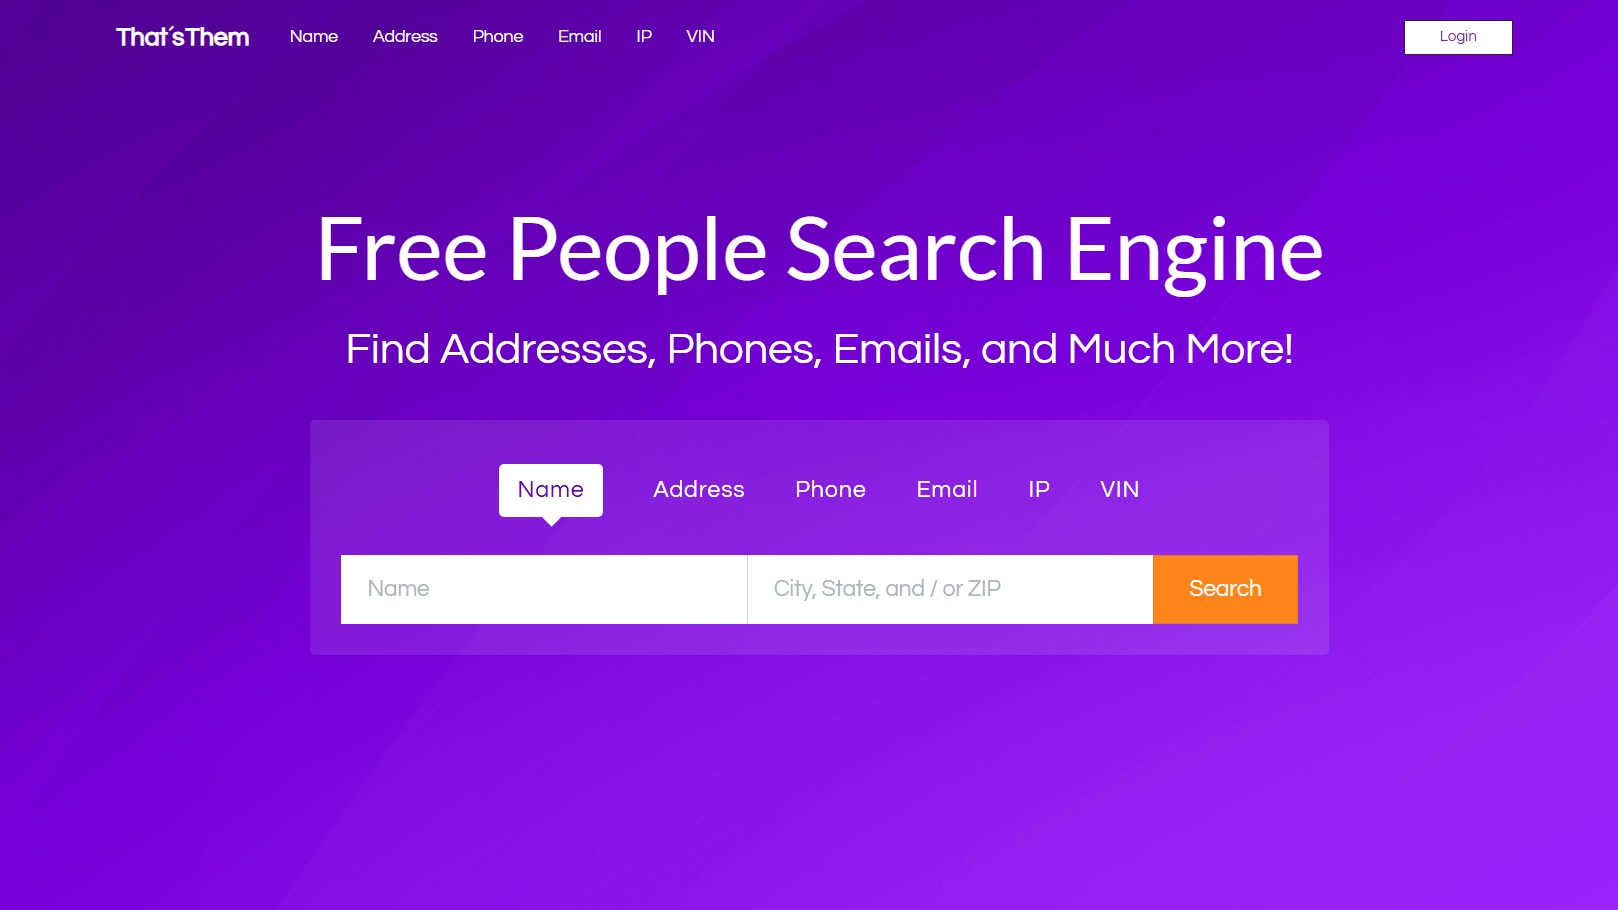 That´sThem Name Address Phone Email IP VIN Login
Free People Search Engine
Find Addresses, Phones, Emails, and Much More!
Name Address Phone Email IP VIN
Name City, State, and / or ZIP Search